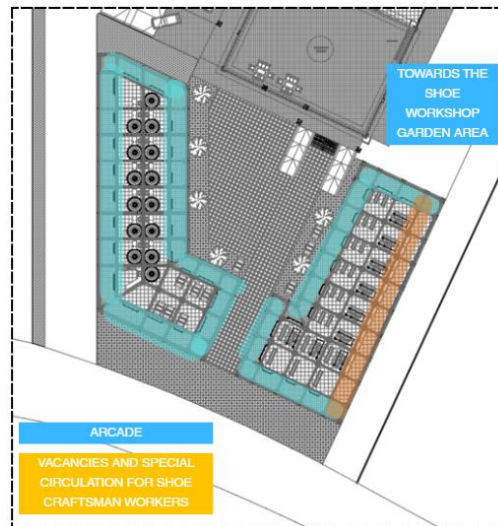 TOWARDS THE
SHOE
WORKSHOP
GARDEN AREA
ARCADE
VACANCIES AND SPECIAL
CIRCULATION FOR SHOE
CRAFTSMAN WORKERS